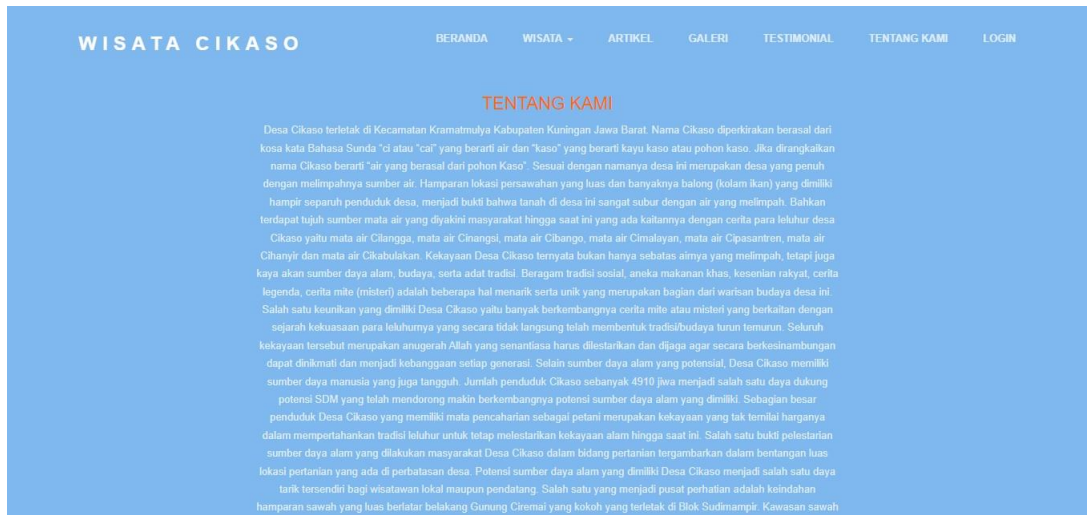 WISATA CIKASO
BERANDA WISATA ARTIKEL GALERI TESTIMONIAL TENTANG KAMI LOGIN
TENTANG KAMI
Desa Cikaso terletak di Kecamatan Kramatmulya Kabupaten Kuningan Jawa Barat. Nama Cikaso diperkirakan berasal dari
kosa kata Bahasa Sunda "ci atau "cai" yang berarti air dan "kaso" yang berarti kayu kaso atau pohon kaso. Jika dirangkaikan
nama Cikaso berarti "air yang berasal dari pohon Kaso". Sesuai dengan namanya desa ini merupakan desa yang penuh
dengan melimpahnya sumber air. Hamparan lokasi persawahan yang luas dan banyaknya balong (kolam ikan) yang dimiliki
hampir separuh penduduk desa, menjadi bukti bahwa tanah di desa ini sangat subur dengan air yang melimpah. Bahkan
terdapat tujuh sumber mata air yang diyakini masyarakat hingga saat ini yang ada kaitannya dengan cerita para leluhur desa
Cikaso yaitu mata air Cilangga, mata air Cinangsi, mata air Cibango, mata air Cimalayan, mata air Cipasantren, mata air
Cihanyir dan mata air Cikabulakan. Kekayaan Desa Cikaso ternyata bukan hanya sebatas airnya yang melimpah, tetapi juga
kaya akan sumber daya alam, budaya, serta adat tradisi. Beragam tradisi sosial, aneka makanan khas, kesenian rakyat, cerita
legenda, cerita mite (misteri) adalah beberapa hal menarik serta unik yang merupakan bagian dari warisan budaya desa ini.
Salah satu keunikan yang dimiliki Desa Cikaso yaitu banyak berkembangnya cerita mite atau misteri yang berkaitan dengan
sejarah kekuasaan para leluhurnya yang secara tidak langsung telah membentuk tradisi/budaya turun temurun. Seluruh
kekayaan tersebut merupakan anugerah Allah yang senantiasa harus dilestarikan dan dijaga agar secara berkesinambungan
dapat dinikmati dan menjadi kebanggaan setiap generasi. Selain sumber daya alam yang potensial, Desa Cikaso memiliki
sumber daya manusia yang juga tangguh. Jumlah penduduk Cikaso sebanyak 4910 jiwa menjadi salah satu daya dukung
potensi SDM yang telah mendorong makin berkembangnya potensi sumber daya alam yang dimiliki. Sebagian besar
penduduk Desa Cikaso yang memiliki mata pencaharian sebagai petani merupakan kekayaan yang tak ternilai harganya
dalam mempertahankan tradisi leluhur untuk tetap melestarikan kekayaan alam hingga saat ini. Salah satu bukti pelestarian
sumber daya alam yang dilakukan masyarakat Desa Cikaso dalam bidang pertanian tergambarkan dalam bentangan luas
lokasi pertanian yang ada di perbatasan desa. Potensi sumber daya alam yang dimiliki Desa Cikaso menjadi salah satu daya
tarik tersendiri bagi wisatawan lokal maupun pendatang. Salah satu yang menjadi pusat perhatian adalah keindahan
hamparan sawah yang luas berlatar belakang Gunung Ciremai yang kokoh yang terletak di Blok Sudimampir. Kawasan sawah